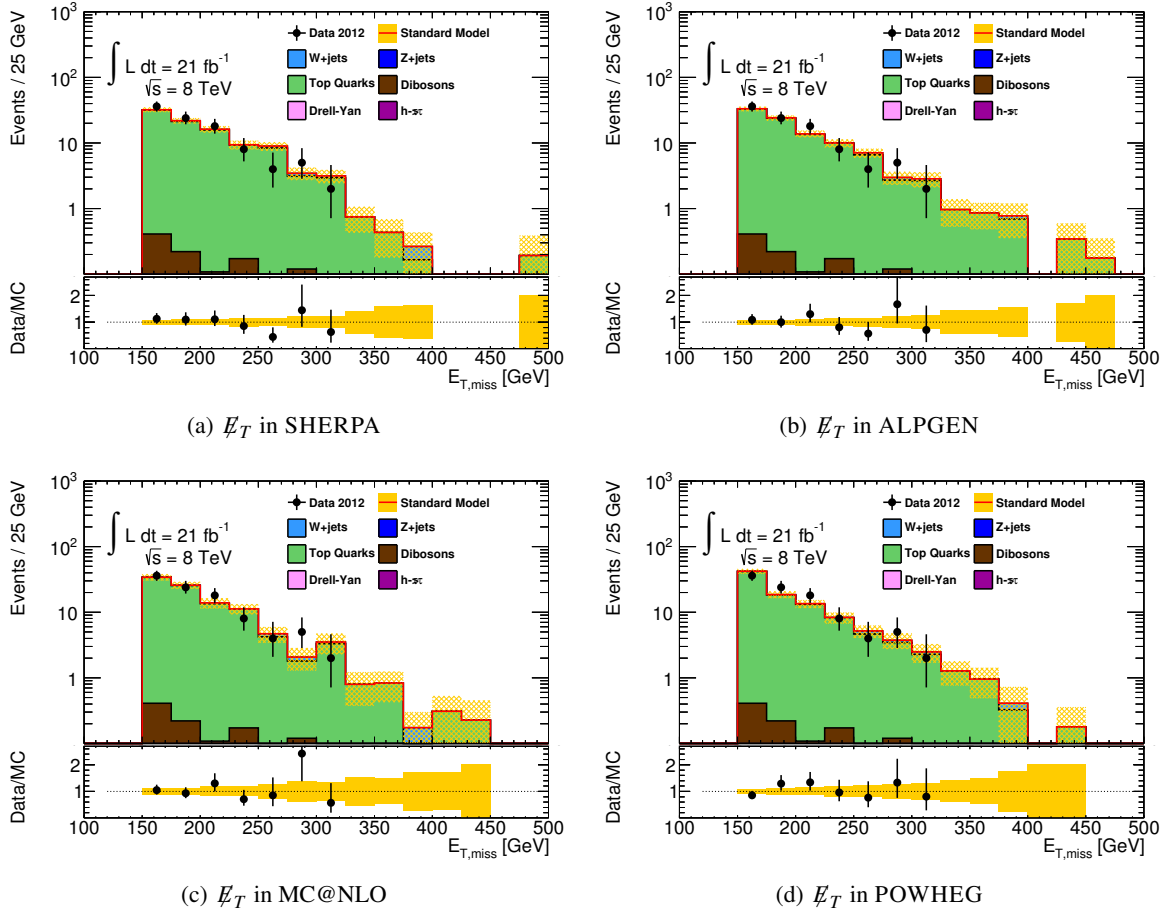 Events / 25 GeV
10³
10²
10
1
∫ L dt = 21 fb⁻¹
√s = 8 TeV
Data 2012
Standard Model
W+jets
Z+jets
Top Quarks
Dibosons
Drell-Yan
Data/MC
2
1
100 150 200 250 300 350 400 450 500
E_T,miss [GeV]
(a) E̸_T in SHERPA
Events / 25 GeV
10³
10²
10
1
∫ L dt = 21 fb⁻¹
√s = 8 TeV
Data 2012
Standard Model
W+jets
Z+jets
Top Quarks
Dibosons
Drell-Yan
Data/MC
2
1
100 150 200 250 300 350 400 450 500
E_T,miss [GeV]
(b) E̸_T in ALPGEN
Events / 25 GeV
10³
10²
10
1
∫ L dt = 21 fb⁻¹
√s = 8 TeV
Data 2012
Standard Model
W+jets
Z+jets
Top Quarks
Dibosons
Drell-Yan
Data/MC
2
1
100 150 200 250 300 350 400 450 500
E_T,miss [GeV]
(c) E̸_T in MC@NLO
Events / 25 GeV
10³
10²
10
1
∫ L dt = 21 fb⁻¹
√s = 8 TeV
Data 2012
Standard Model
W+jets
Z+jets
Top Quarks
Dibosons
Drell-Yan
Data/MC
2
1
100 150 200 250 300 350 400 450 500
E_T,miss [GeV]
(d) E̸_T in POWHEG